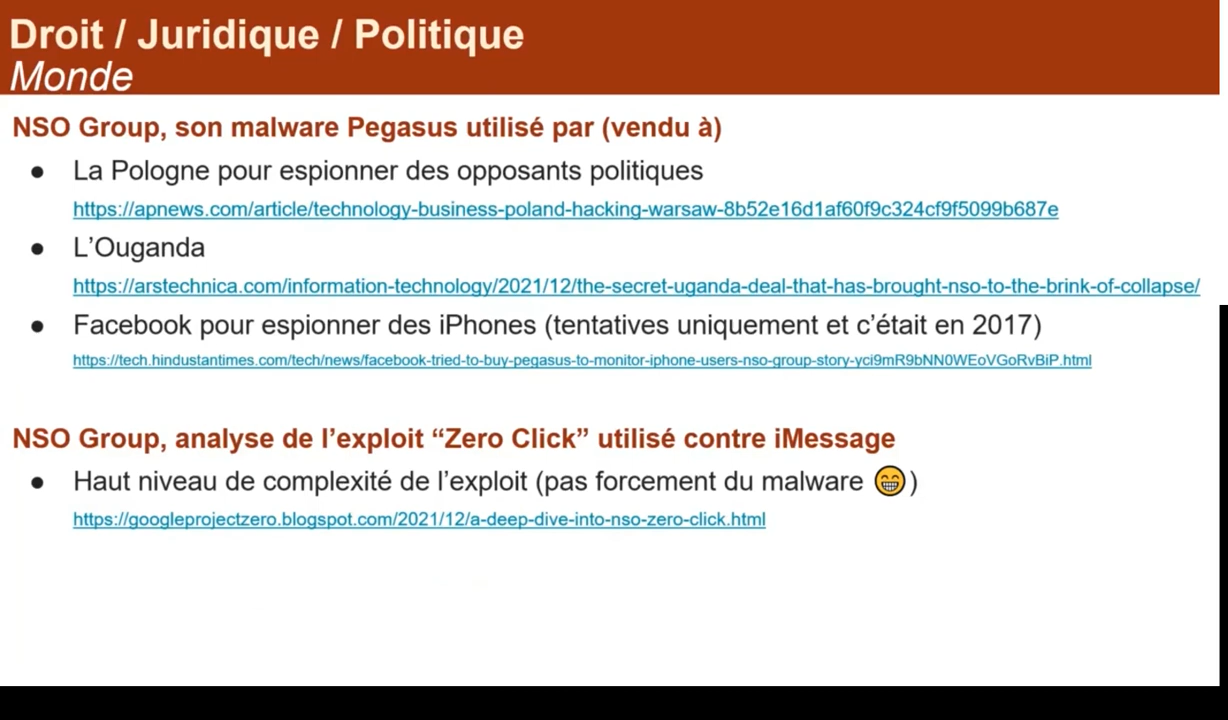 Droit / Juridique / Politique
Monde
NSO Group, son malware Pegasus utilisé par (vendu à)
● La Pologne pour espionner des opposants politiques
https://apnews.com/article/technology-business-poland-hacking-warsaw-8b52e16d1af60f9c324cf9f5099b687e
● L’Ouganda
https://arstechnica.com/information-technology/2021/12/the-secret-uganda-deal-that-has-brought-nso-to-the-brink-of-collapse/
● Facebook pour espionner des iPhones (tentatives uniquement et c’était en 2017)
https://tech.hindustantimes.com/tech/news/facebook-tried-to-buy-pegasus-to-monitor-iphone-users-nso-group-story-yci9mR9bNN0WEoVGoRvBiP.html
NSO Group, analyse de l’exploit “Zero Click” utilisé contre iMessage
● Haut niveau de complexité de l’exploit (pas forcement du malware 😁)
https://googleprojectzero.blogspot.com/2021/12/a-deep-dive-into-nso-zero-click.html